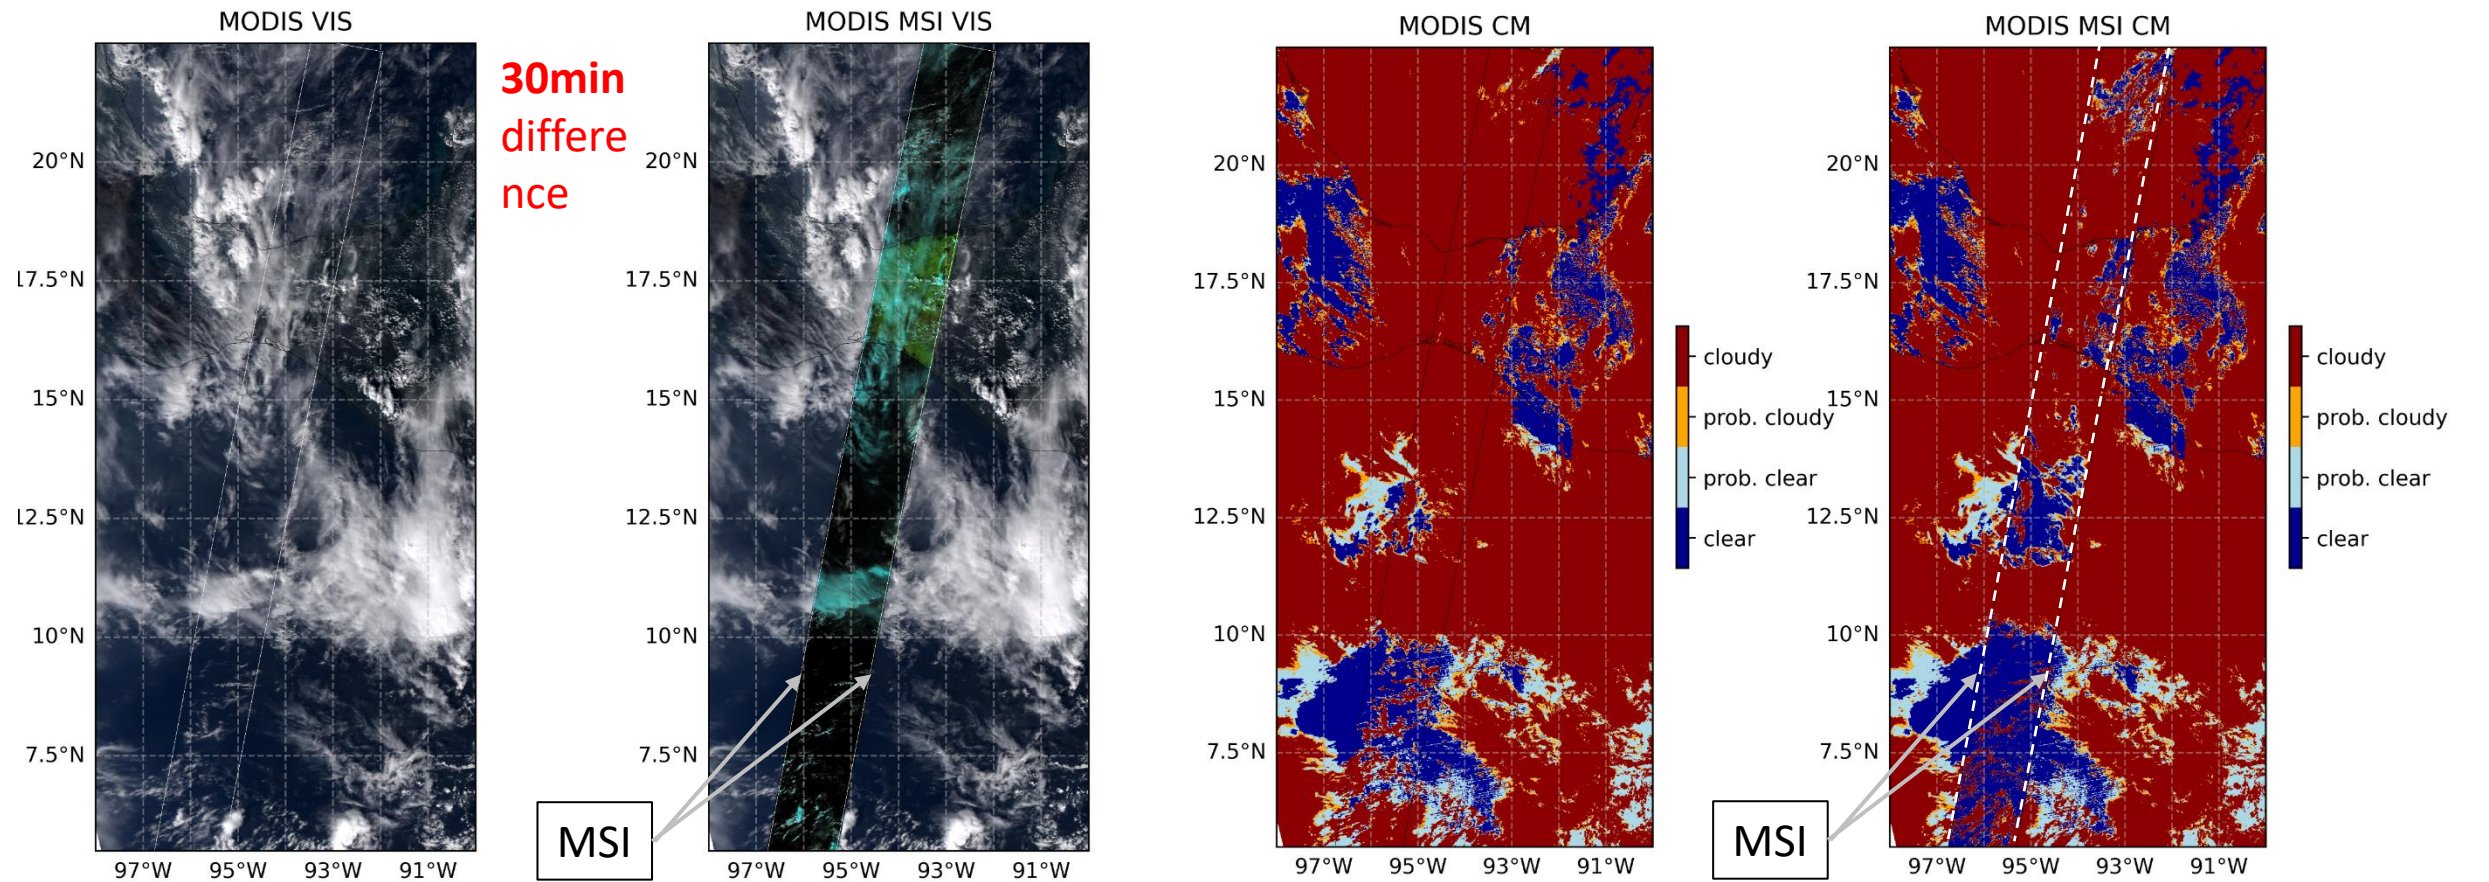 MODIS VIS
MODIS MSI VIS
MODIS CM
MODIS MSI CM
30min
differe
nce
20°N
17.5°N
15°N
12.5°N
10°N
7.5°N
97°W
95°W
93°W
91°W
20°N
17.5°N
15°N
12.5°N
10°N
7.5°N
97°W
95°W
93°W
91°W
MSI
20°N
17.5°N
15°N
12.5°N
10°N
7.5°N
97°W
95°W
93°W
91°W
cloudy
prob. cloudy
prob. clear
clear
20°N
17.5°N
15°N
12.5°N
10°N
7.5°N
97°W
95°W
93°W
91°W
MSI
cloudy
prob. cloudy
prob. clear
clear